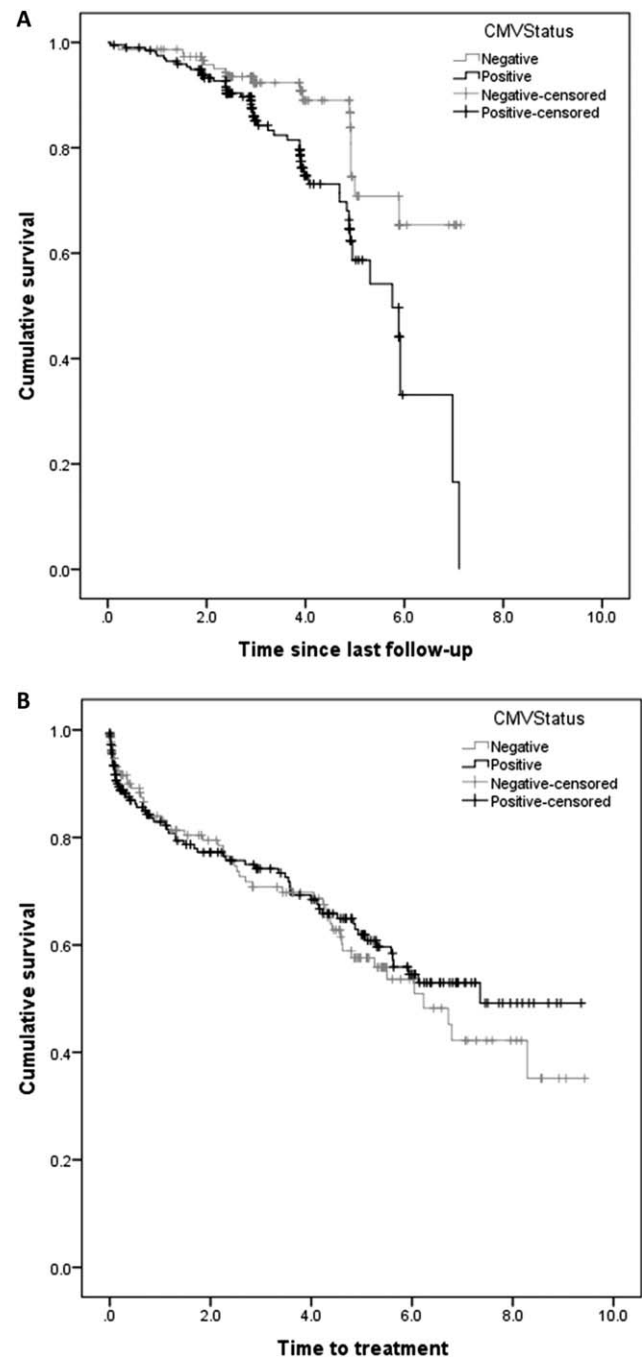 A
CMVStatus
Negative
Positive
Negative-censored
Positive-censored
1.0
0.8
0.6
0.4
0.2
0.0
Cumulative survival
.0 2.0 4.0 6.0 8.0 10.0
Time since last follow-up
B
CMVStatus
Negative
Positive
Negative-censored
Positive-censored
1.0
0.8
0.6
0.4
0.2
0.0
Cumulative survival
.0 2.0 4.0 6.0 8.0 10.0
Time to treatment